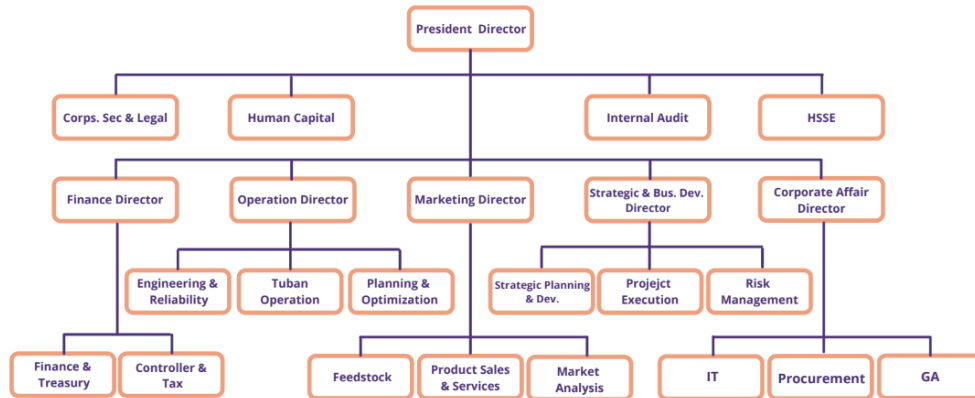 President Director
Corps. Sec & Legal
Human Capital
Internal Audit
HSSE
Finance Director
Operation Director
Marketing Director
Strategic & Bus. Dev.
Director
Corporate Affair
Director
Engineering &
Reliability
Tuban
Operation
Planning &
Optimization
Strategic Planning
& Dev.
Projejct
Execution
Risk
Management
Finance &
Treasury
Controller &
Tax
Feedstock
Product Sales
& Services
Market
Analysis
IT
Procurement
GA